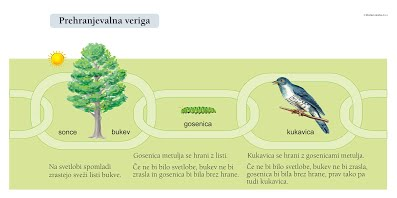 Prehranjevalna veriga
sonce
bukev
gosenica
kukavica
Na svetlobi spomladi
zrastejo sveži listi bukve.
Gosenica metulja se hrani z listi.
Če ne bi bilo svetlobe, bukev ne bi
zrasla in gosenica bi bila brez hrane.
Kukavica se hrani z gosenicami metulja.
Če ne bi bilo svetlobe, bukev ne bi zrasla,
gosenica bi bila brez hrane, prav tako pa
tudi kukavica.